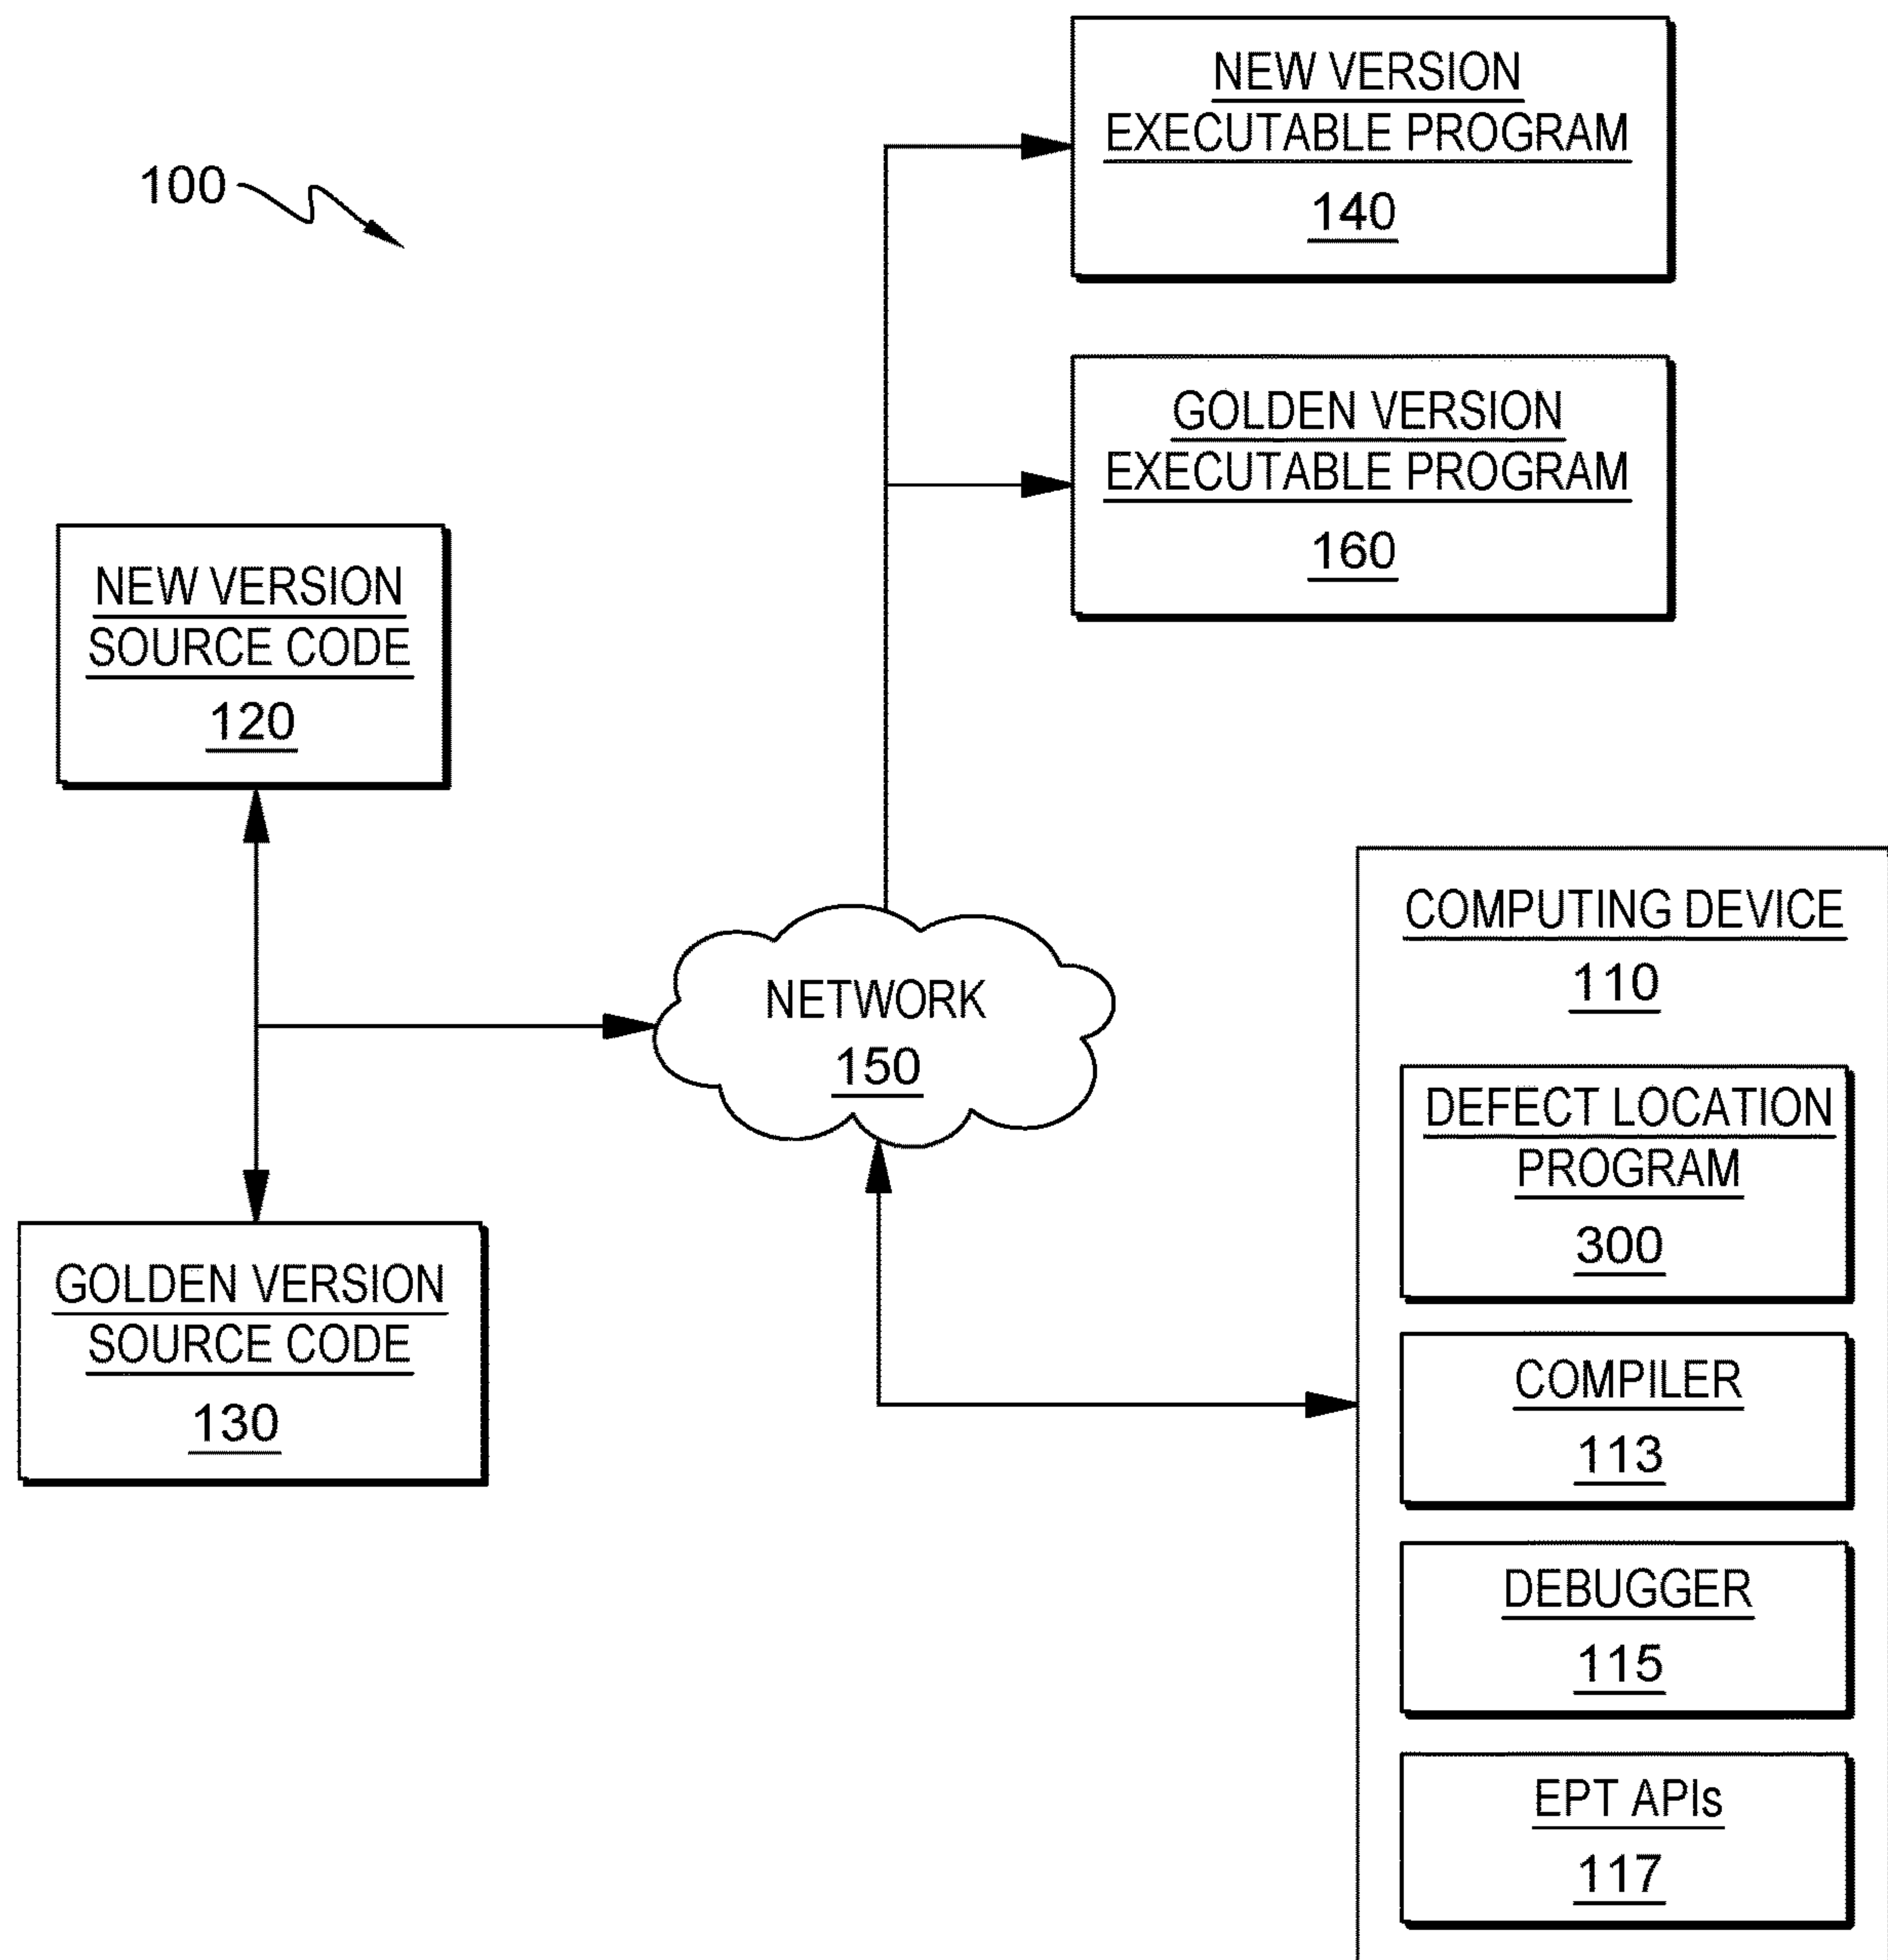 100
NEW VERSION
EXECUTABLE PROGRAM
140
GOLDEN VERSION
EXECUTABLE PROGRAM
160
NEW VERSION
SOURCE CODE
120
NETWORK
150
GOLDEN VERSION
SOURCE CODE
130
COMPUTING DEVICE
110
DEFECT LOCATION
PROGRAM
300
COMPILER
113
DEBUGGER
115
EPT APIs
117